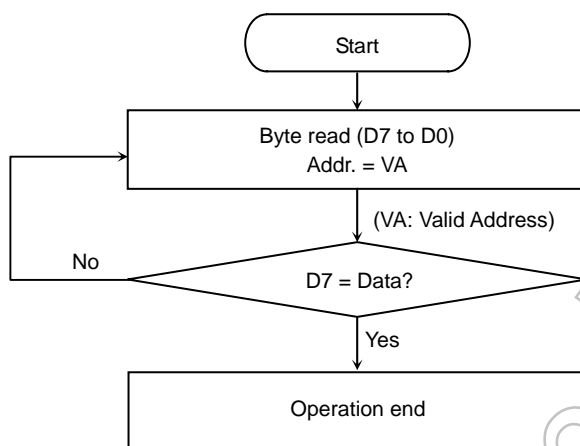 Start
Byte read (D7 to D0)
Addr. = VA
(VA: Valid Address)
No
D7 = Data?
Yes
Operation end